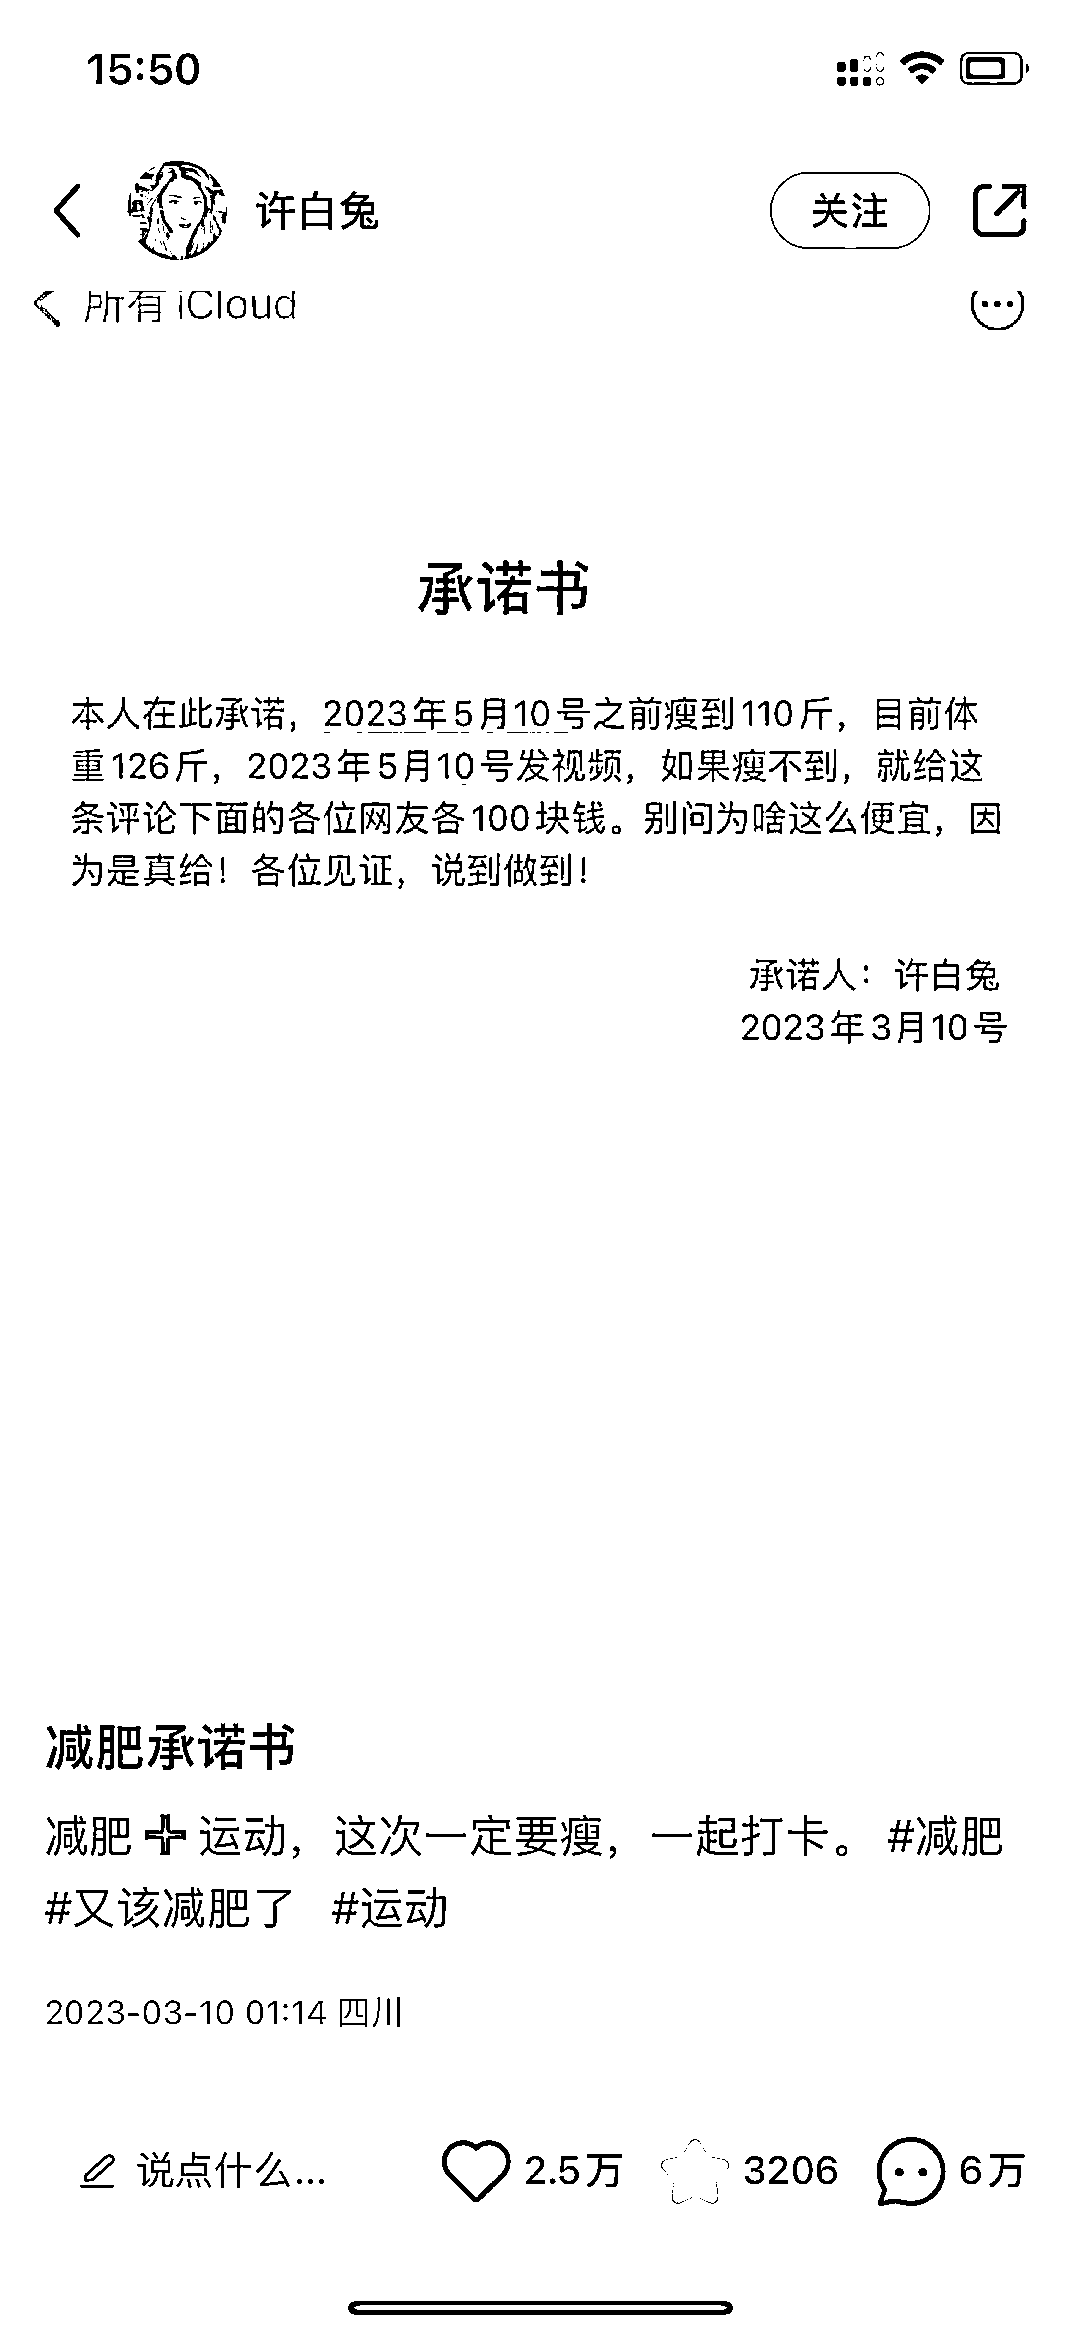 15:50
许白兔
关注
所有 iCloud
承诺书
本人在此承诺，2023年5月10号之前瘦到110斤，目前体
重126斤，2023年5月10号发视频，如果瘦不到，就给这
条评论下面的各位网友各100块钱。别问为啥这么便宜，因
为是真给！各位见证，说到做到！
承诺人：许白兔
2023年3月10号
减肥承诺书
减肥➕运动，这次一定要瘦，一起打卡。 #减肥
#又该减肥了 #运动
2023-03-10 01:14 四川
说点什么... 2.5万 3206 6万